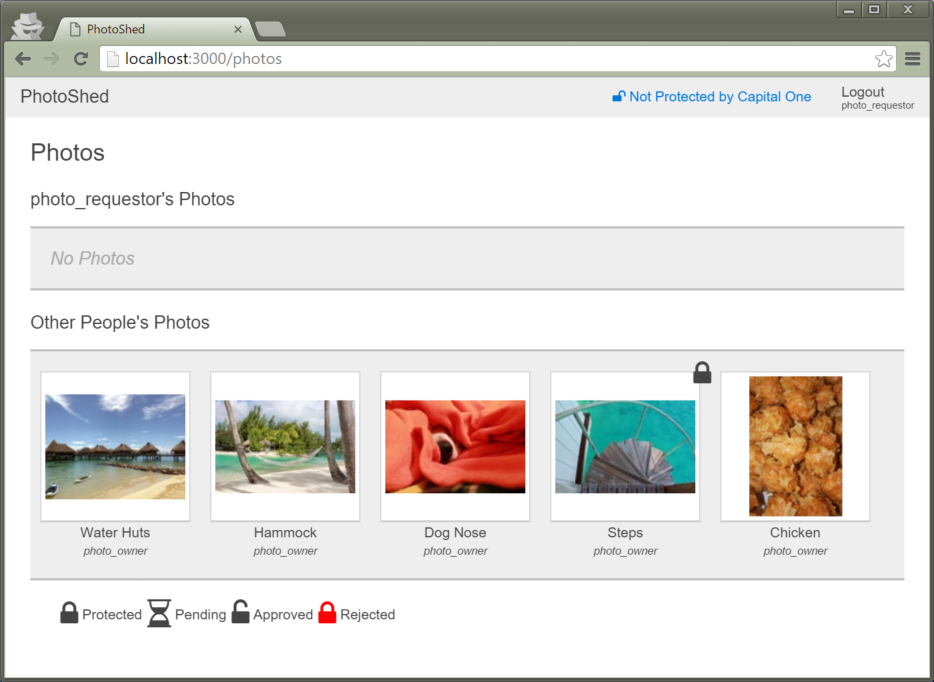 PhotoShed
localhost:3000/photos
PhotoShed
Not Protected by Capital One
Logout
photo_requestor
Photos
photo_requestor's Photos
No Photos
Other People's Photos
Water Huts
photo_owner
Hammock
photo_owner
Dog Nose
photo_owner
Steps
photo_owner
Chicken
photo_owner
Protected Pending Approved Rejected